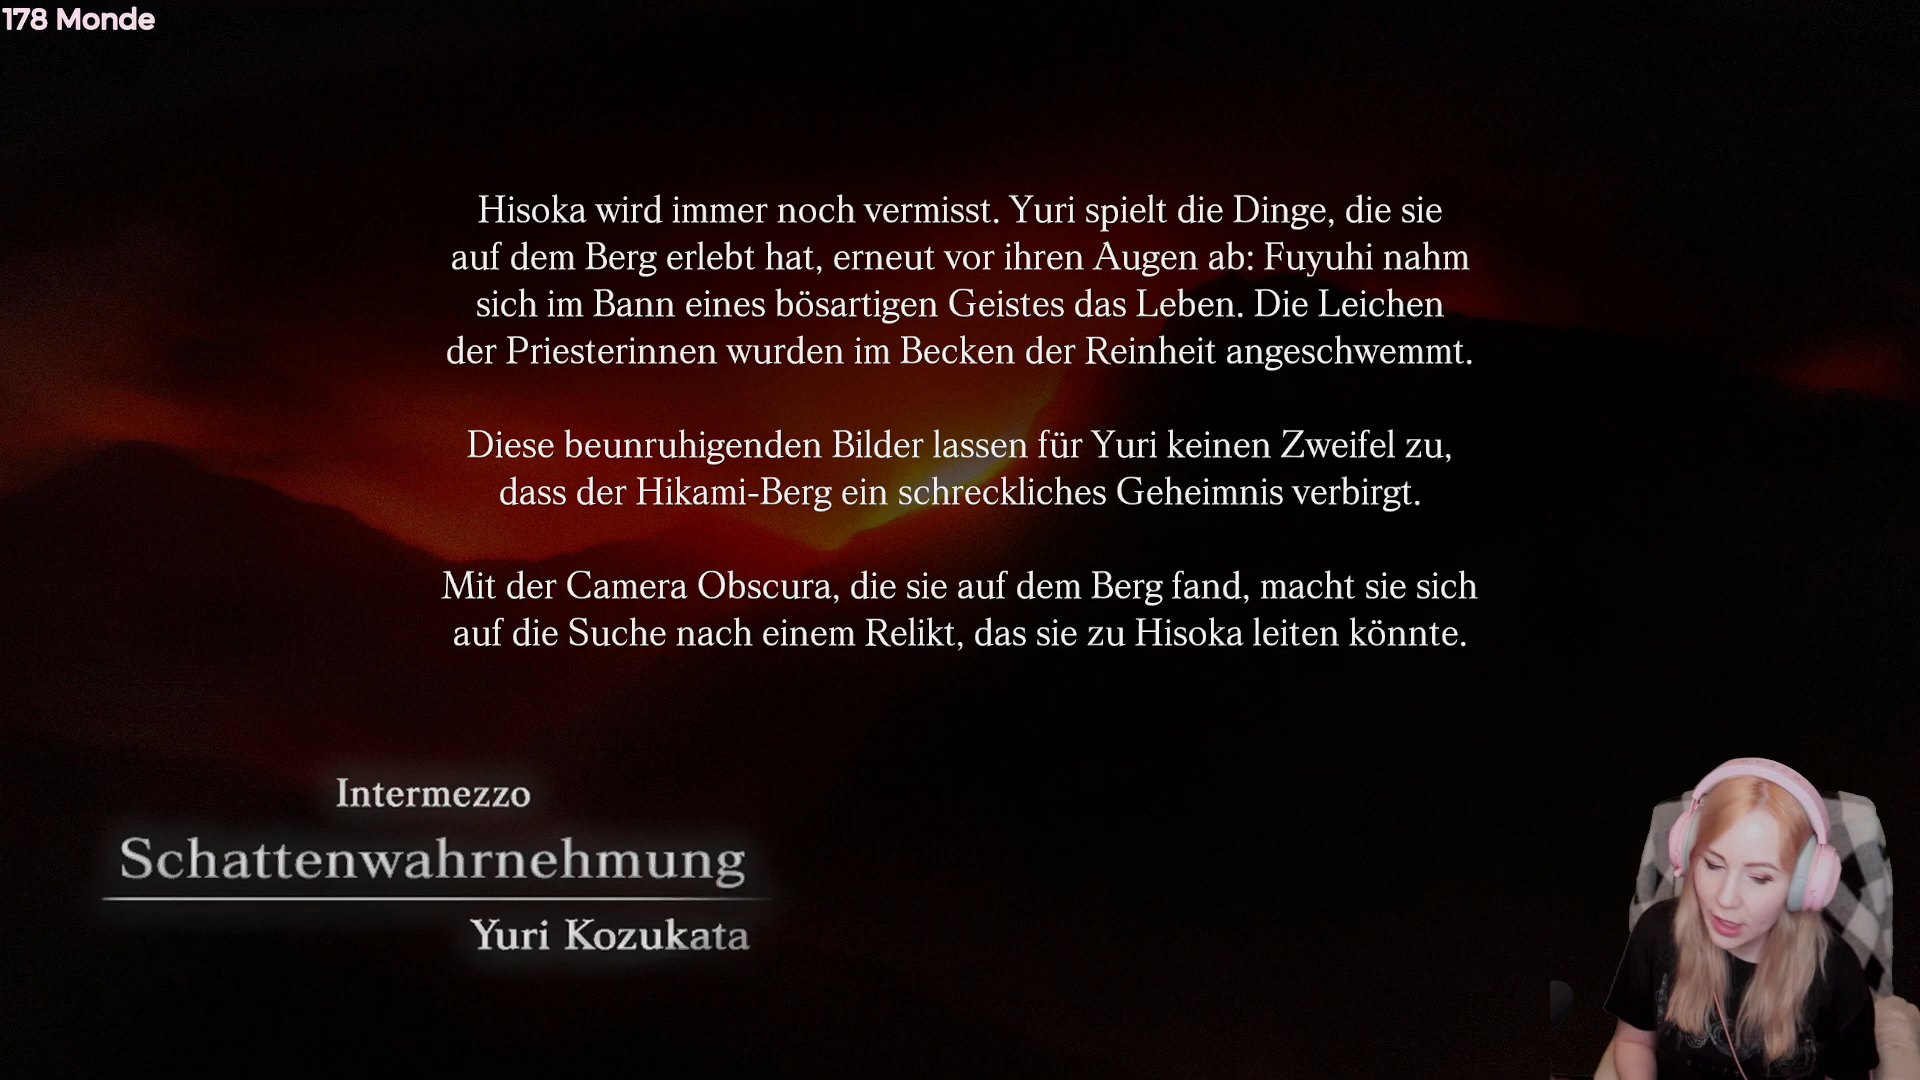 178 Monde
Hisoka wird immer noch vermisst. Yuri spielt die Dinge, die sie
auf dem Berg erlebt hat, erneut vor ihren Augen ab: Fuyuhi nahm
sich im Bann eines bösartigen Geistes das Leben. Die Leichen
der Priesterinnen wurden im Becken der Reinheit angeschwemmt.
Diese beunruhigenden Bilder lassen für Yuri keinen Zweifel zu,
dass der Hikami-Berg ein schreckliches Geheimnis verbirgt.
Mit der Camera Obscura, die sie auf dem Berg fand, macht sie sich
auf die Suche nach einem Relikt, das sie zu Hisoka leiten könnte.
Intermezzo
Schattenwahrnehmung
Yuri Kozukata